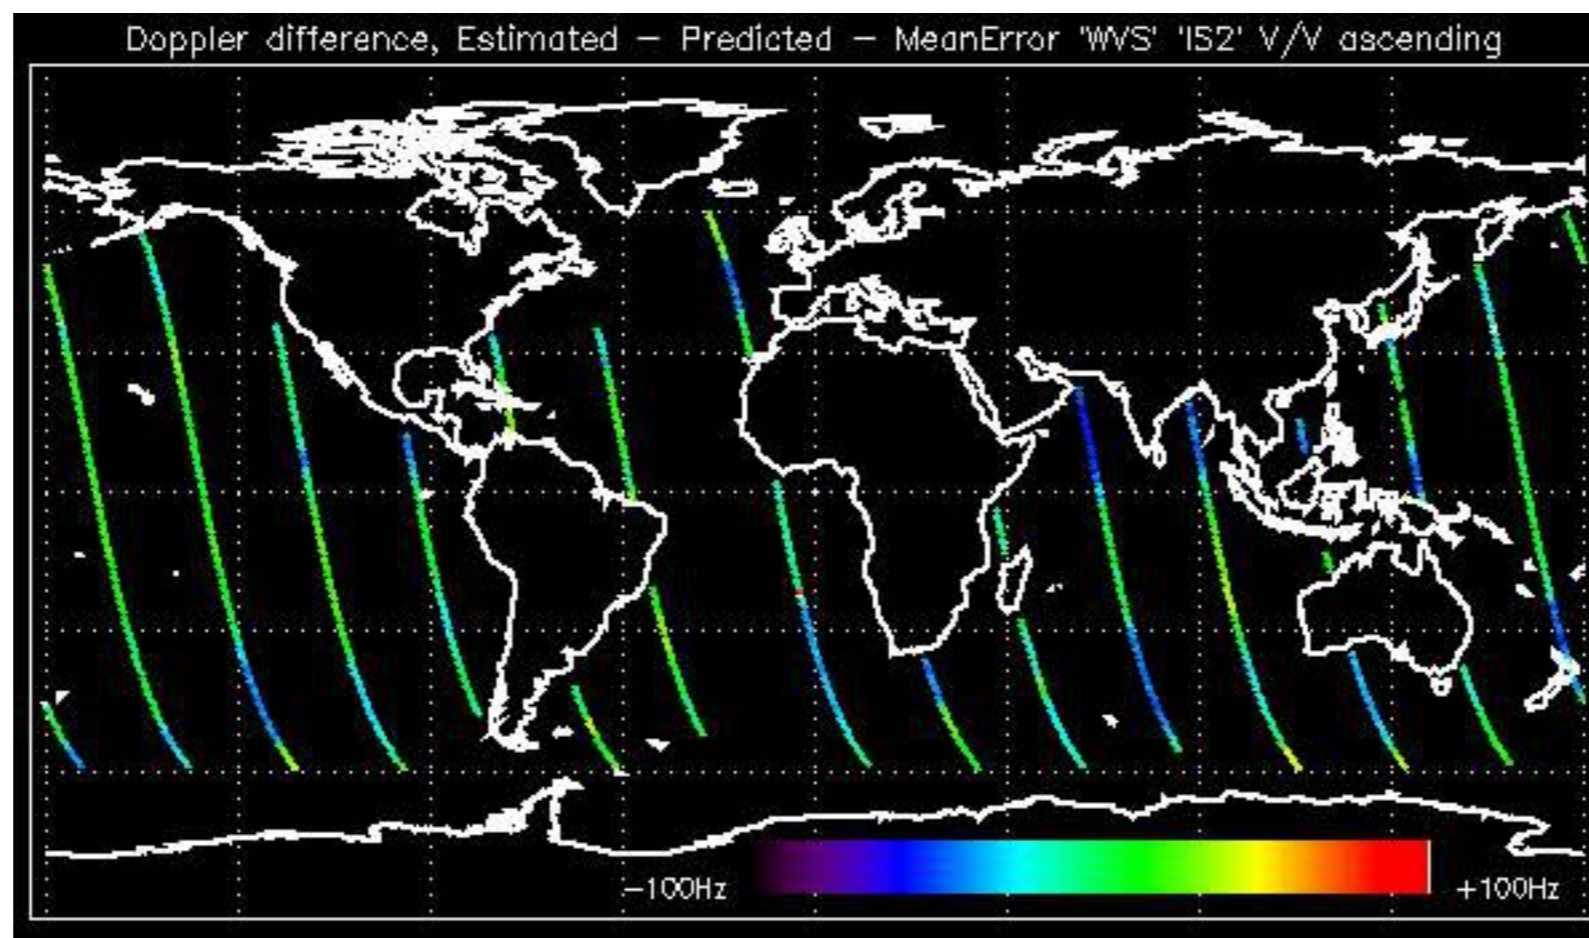 Doppler difference, Estimated – Predicted – MeanError 'WVS' 'IS2' V/V ascending
–100Hz +100Hz